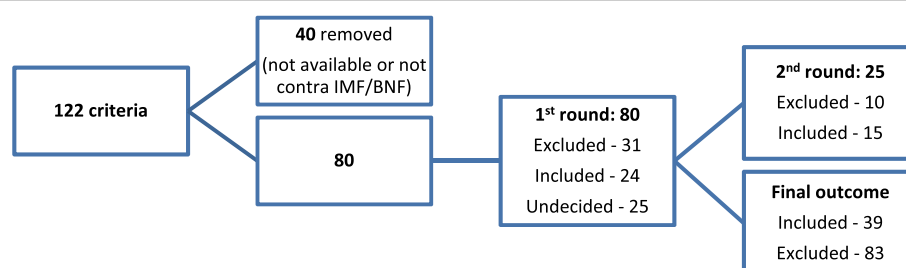 122 criteria
40 removed
(not available or not
contra IMF/BNF)
80
1st round: 80
Excluded - 31
Included - 24
Undecided - 25
2nd round: 25
Excluded - 10
Included - 15
Final outcome
Included - 39
Excluded - 83